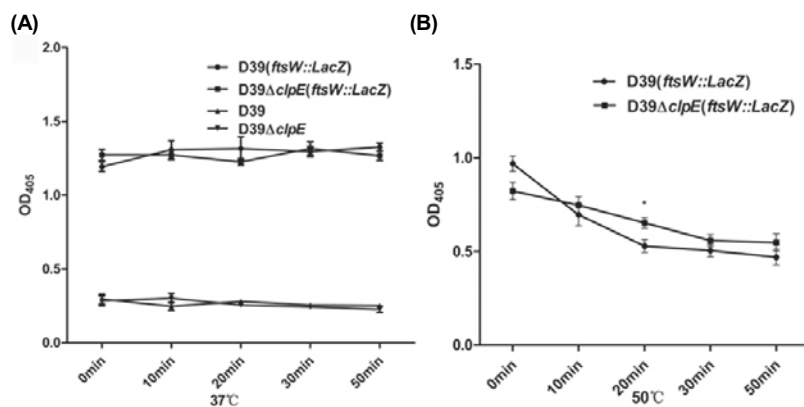 (A)
2.0
1.5
1.0
0.5
0.0
OD405
D39(ftsW::LacZ)
D39ΔclpE(ftsW::LacZ)
D39
D39ΔclpE
0min
10min
20min
30min
50min
37℃
(B)
1.5
1.0
0.5
0.0
OD405
D39(ftsW::LacZ)
D39ΔclpE(ftsW::LacZ)
*
0min
10min
20min
30min
50min
50℃